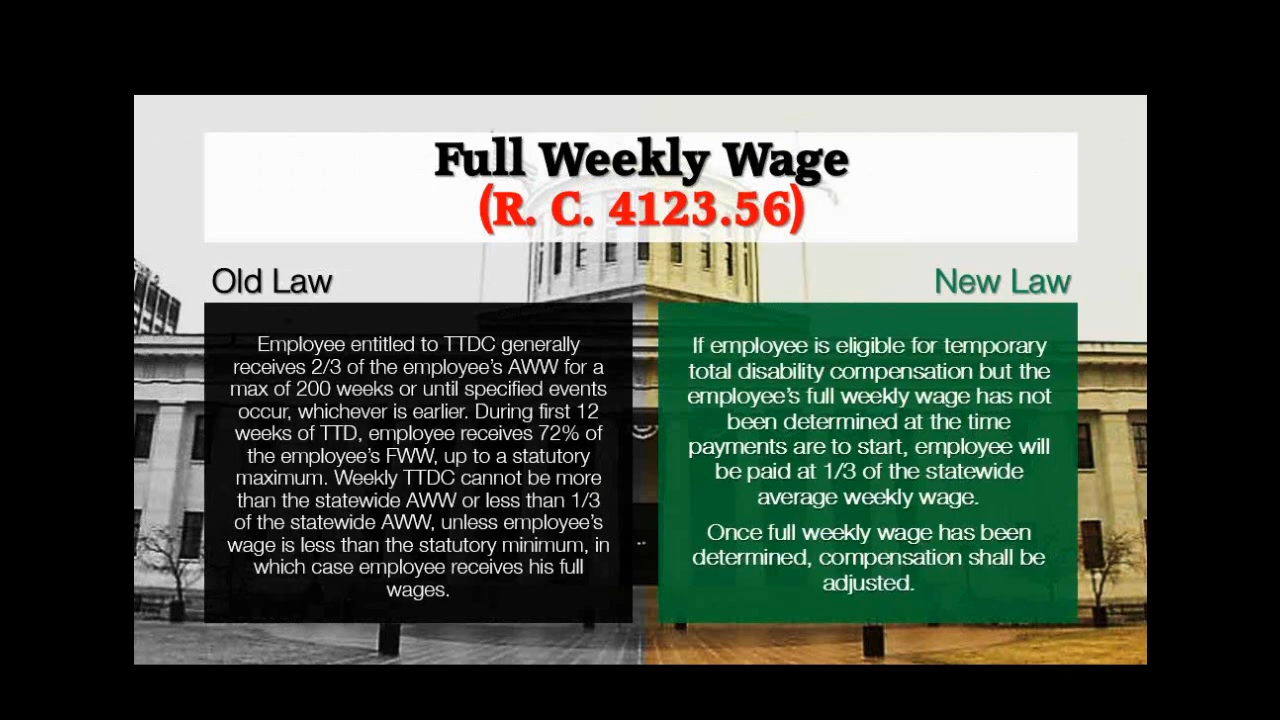 Full Weekly Wage
(R. C. 4123.56)
Old Law
Employee entitled to TTDC generally
receives 2/3 of the employee's AWW for a
max of 200 weeks or until specified events
occur, whichever is earlier. During first 12
weeks of TTD, employee receives 72% of
the employee's FWW, up to a statutory
maximum. Weekly TTDC cannot be more
than the statewide AWW or less than 1/3
of the statewide AWW, unless employee's
wage is less than the statutory minimum, in
which case employee receives his full
wages.
New Law
If employee is eligible for temporary
total disability compensation but the
employee's full weekly wage has not
been determined at the time
payments are to start, employee will
be paid at 1/3 of the statewide
average weekly wage.
Once full weekly wage has been
determined, compensation shall be
adjusted.